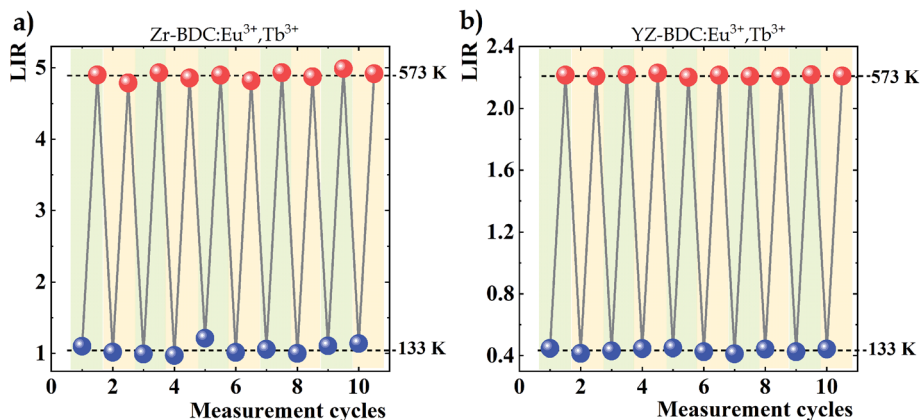 a)
Zr-BDC:Eu³⁺,Tb³⁺
LIR
5
4
3
2
1
573 K
133 K
0 2 4 6 8 10
Measurement cycles
b)
YZ-BDC:Eu³⁺,Tb³⁺
LIR
2.4
2.0
1.6
1.2
0.8
0.4
573 K
133 K
0 2 4 6 8 10
Measurement cycles